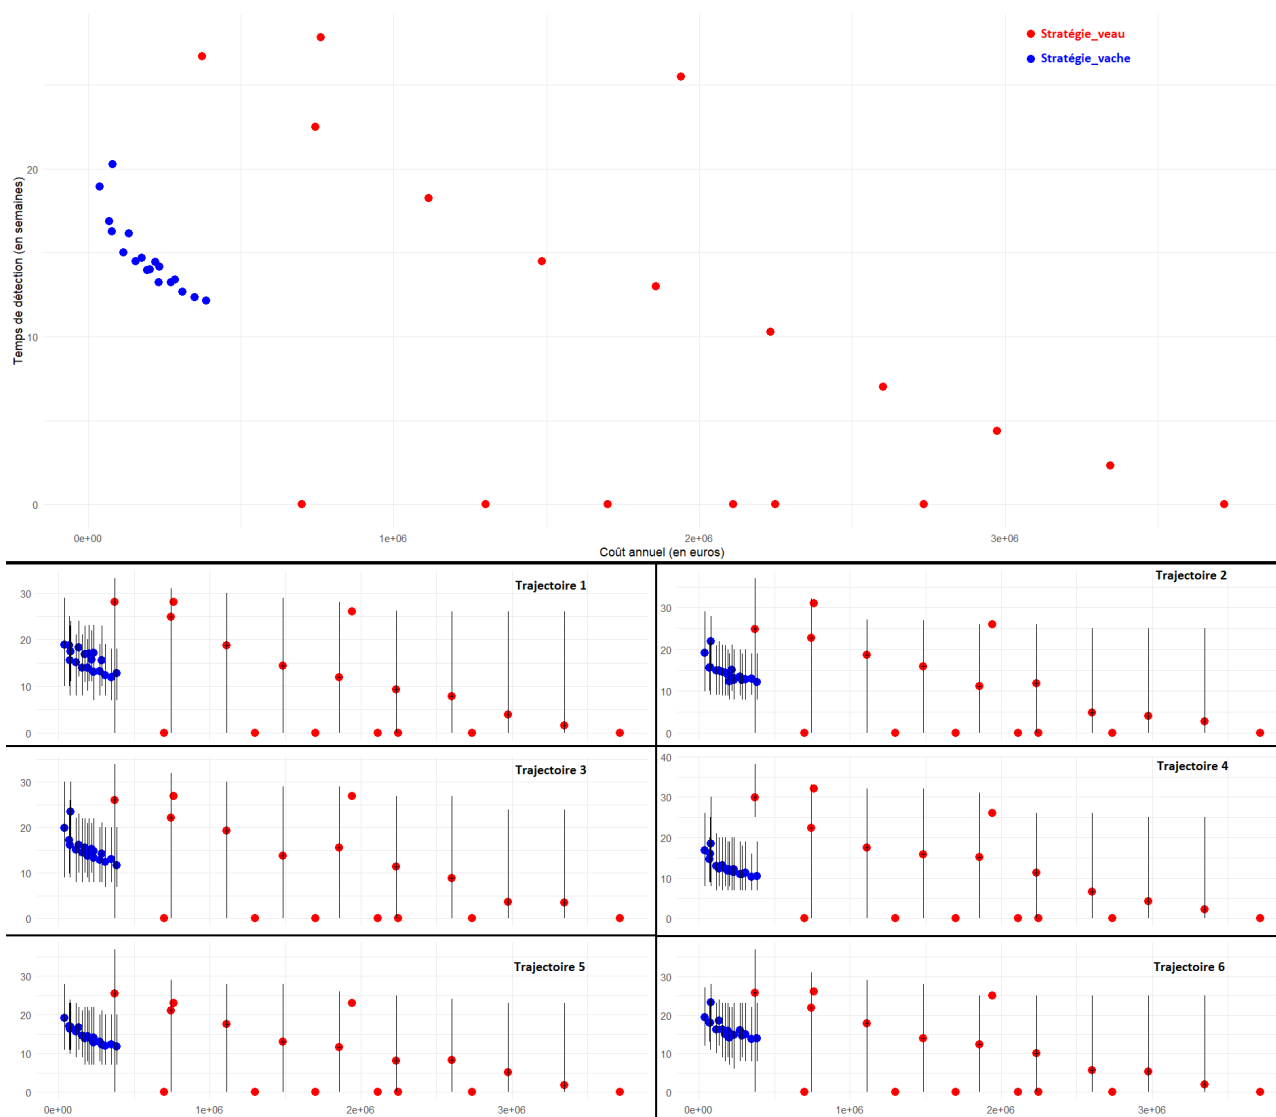 Stratégie_veau
Stratégie_vache
Temps de détection (en semaines)
20
10
0
0e+00 1e+06 2e+06 3e+06
Coût annuel (en euros)
Trajectoire 1
30
20
10
0
Trajectoire 2
30
20
10
0
Trajectoire 3
30
20
10
0
Trajectoire 4
40
30
20
10
0
Trajectoire 5
30
20
10
0
0e+00 1e+06 2e+06 3e+06
Trajectoire 6
30
20
10
0
0e+00 1e+06 2e+06 3e+06